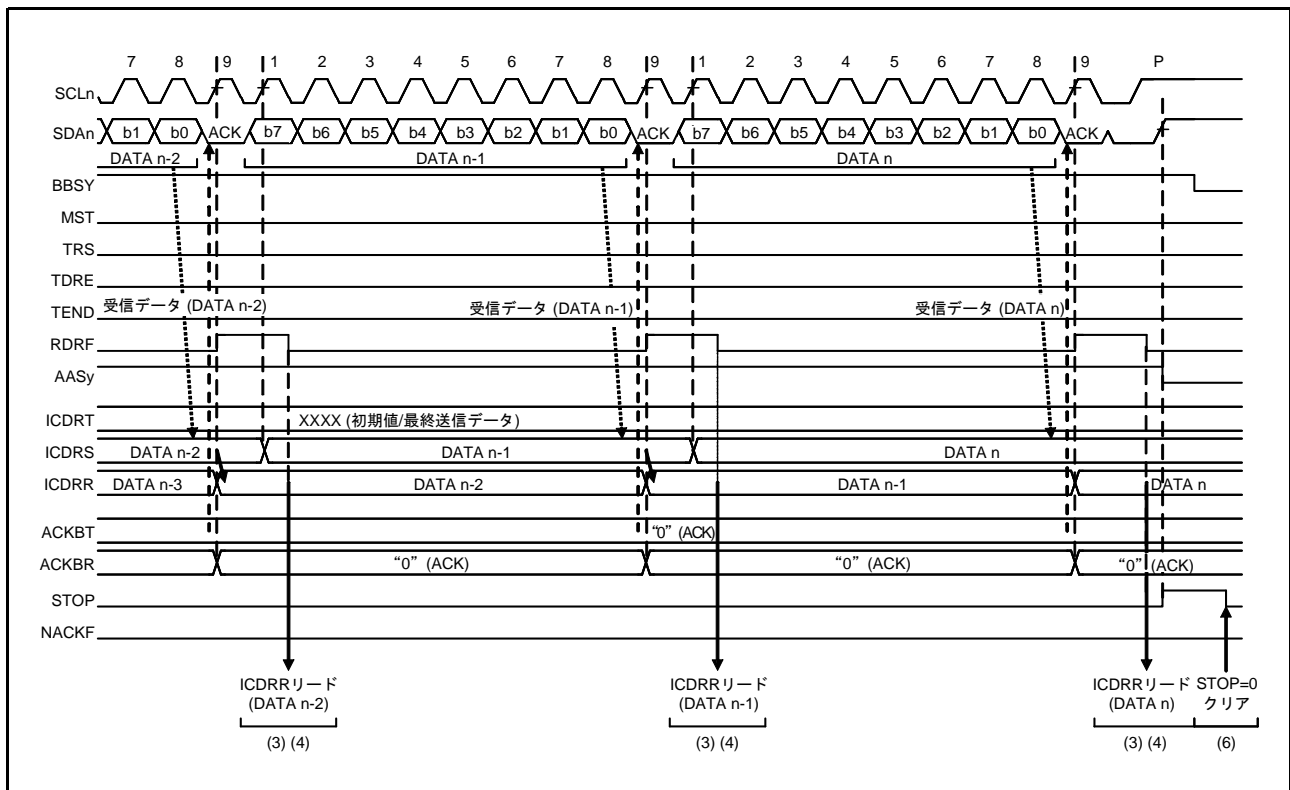 7 8 9 1 2 3 4 5 6 7 8 9 1 2 3 4 5 6 7 8 9 P
SCLn
SDAn b1 b0 ACK b7 b6 b5 b4 b3 b2 b1 b0 ACK b7 b6 b5 b4 b3 b2 b1 b0 ACK
DATA n-2 DATA n-1 DATA n
BBSY
MST
TRS
TDRE
TEND 受信データ (DATA n-2) 受信データ (DATA n-1) 受信データ (DATA n)
RDRF
AASy
ICDRT XXXX (初期値/最終送信データ)
ICDRS DATA n-2 DATA n-1 DATA n
ICDRR DATA n-3 DATA n-2 DATA n-1 DATA n
ACKBT “0” (ACK)
ACKBR “0” (ACK) “0” (ACK) “0” (ACK)
STOP
NACKF
ICDRRリード ICDRRリード ICDRRリード STOP=0
(DATA n-2) (DATA n-1) (DATA n) クリア
(3) (4) (3) (4) (3) (4) (6)